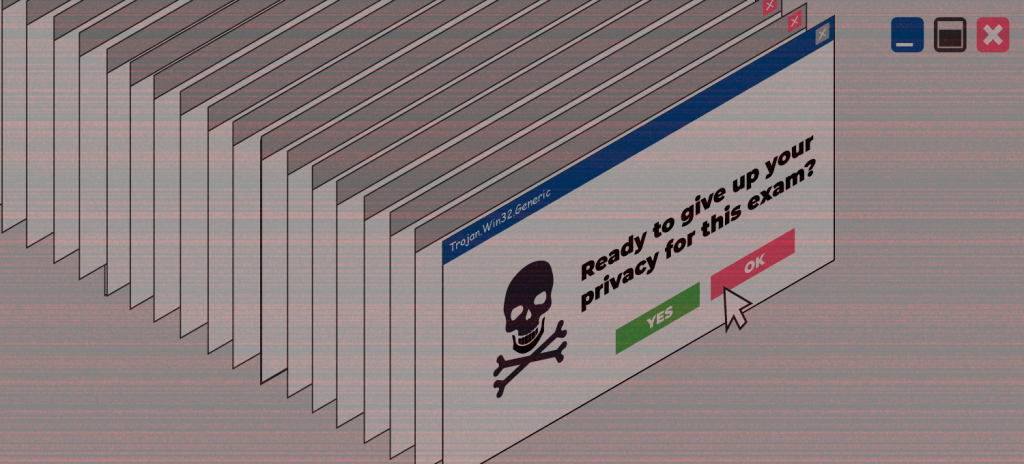 Trojan.Win32.Generic
Ready to give up your
privacy for this exam?
YES
OK